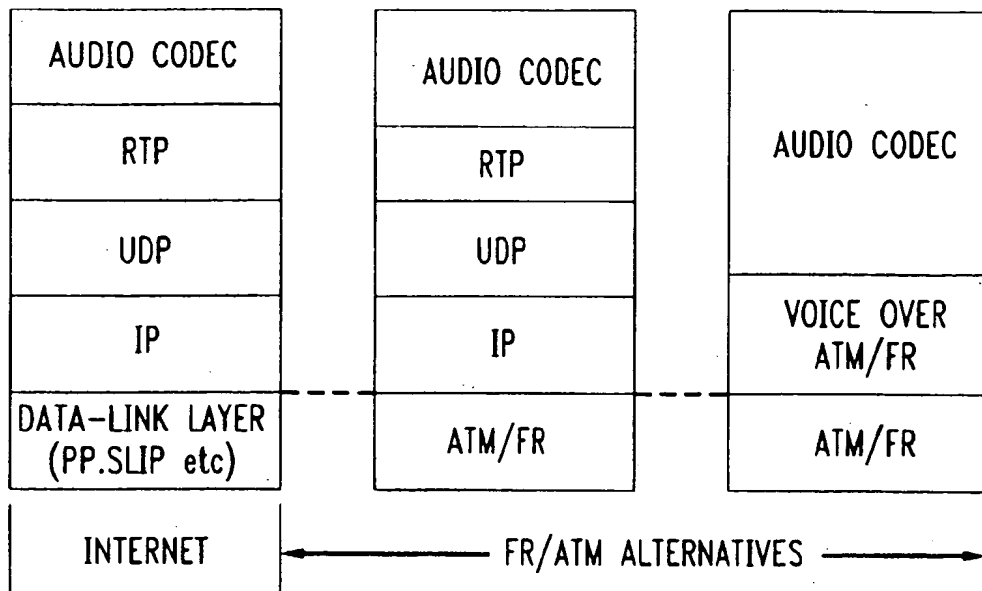 AUDIO CODEC
RTP
UDP
IP
DATA-LINK LAYER
(PP.SLIP etc)
INTERNET
AUDIO CODEC
RTP
UDP
IP
ATM/FR
AUDIO CODEC
VOICE OVER
ATM/FR
ATM/FR
FR/ATM ALTERNATIVES